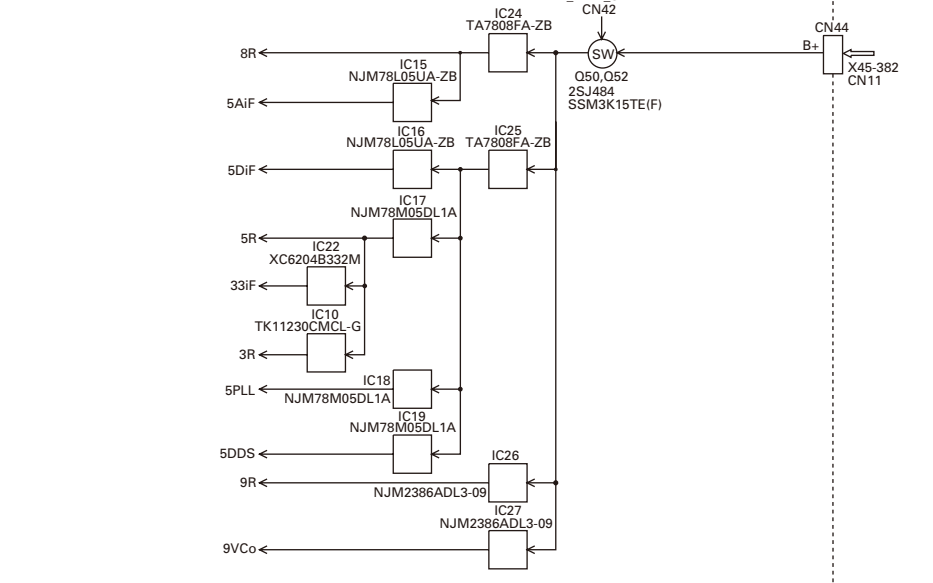 CN42
IC24
TA7808FA-ZB
CN44
8R
SW
B+
IC15
NJM78L05UA-ZB
X45-382
CN11
Q50,Q52
2SJ484
SSM3K15TE(F)
5AiF
IC16
NJM78L05UA-ZB
IC25
TA7808FA-ZB
5DiF
IC17
NJM78M05DL1A
5R
IC22
XC6204B332M
33iF
IC10
TK11230CMCL-G
3R
IC18
5PLL
NJM78M05DL1A
IC19
NJM78M05DL1A
5DDS
IC26
9R
NJM2386ADL3-09
IC27
NJM2386ADL3-09
9VCo